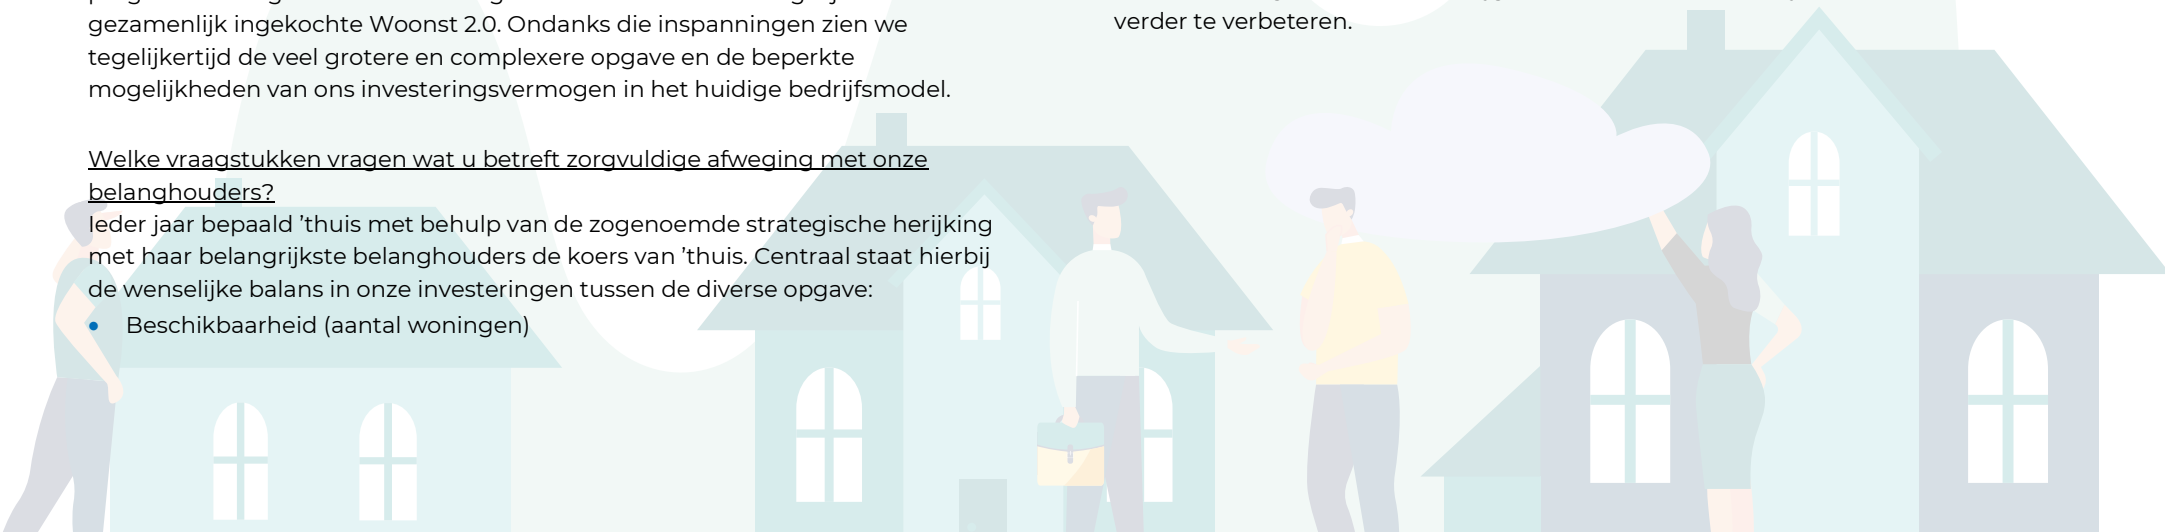 gezamenlijk ingekochte Woonst 2.0. Ondanks die inspanningen zien we
tegelijkertijd de veel grotere en complexere opgave en de beperkte
mogelijkheden van ons investeringsvermogen in het huidige bedrijfsmodel.
Welke vraagstukken vragen wat u betreft zorgvuldige afweging met onze
belanghouders?
Ieder jaar bepaald ’thuis met behulp van de zogenoemde strategische herijking
met haar belangrijkste belanghouders de koers van ’thuis. Centraal staat hierbij
de wenselijke balans in onze investeringen tussen de diverse opgave:
• Beschikbaarheid (aantal woningen)
verder te verbeteren.